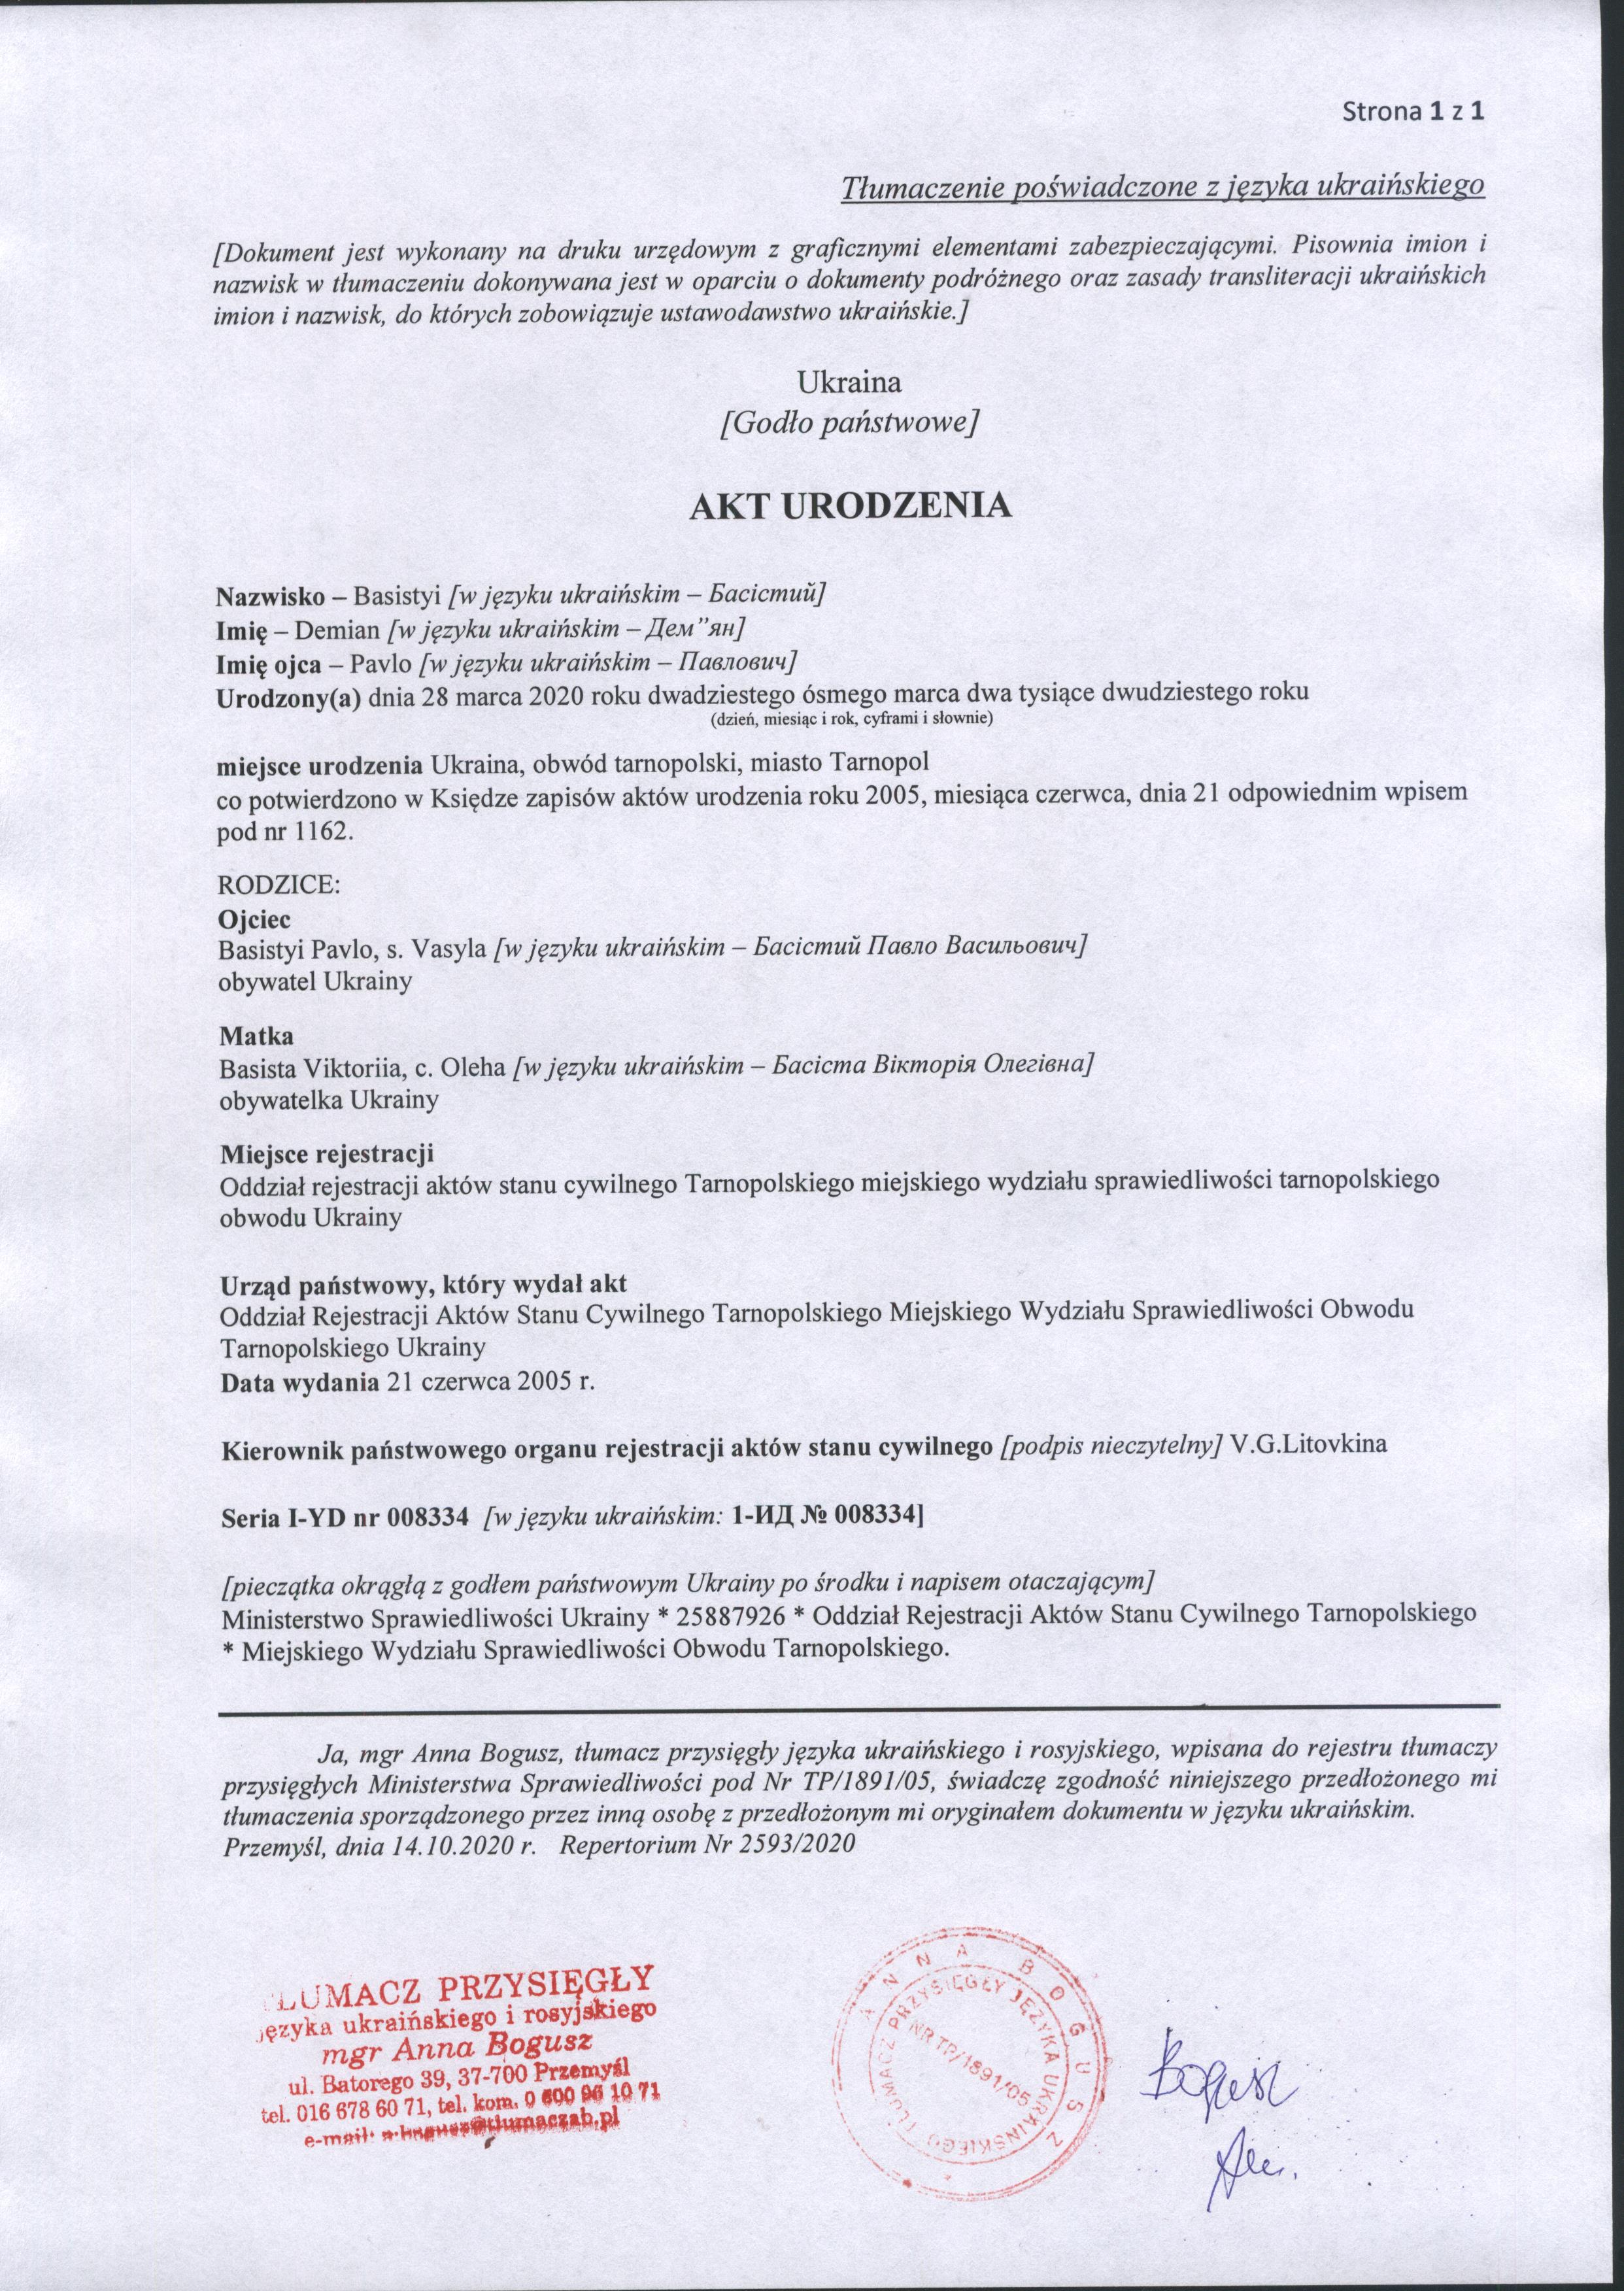 Strona 1 z 1
Tłumaczenie poświadczone z języka ukraińskiego
[Dokument jest wykonany na druku urzędowym z graficznymi elementami zabezpieczającymi. Pisownia imion i
nazwisk w tłumaczeniu dokonywana jest w oparciu o dokumenty podróżnego oraz zasady transliteracji ukraińskich
imion i nazwisk, do których zobowiązuje ustawodawstwo ukraińskie.]
Ukraina
[Godło państwowe]
AKT URODZENIA
Nazwisko – Basistyi [w języku ukraińskim – Басістий]
Imię – Demian [w języku ukraińskim – Дем”ян]
Imię ojca – Pavlo [w języku ukraińskim – Павлович]
Urodzony(a) dnia 28 marca 2020 roku dwadziestego ósmego marca dwa tysiące dwudziestego roku
(dzień, miesiąc i rok, cyframi i słownie)
miejsce urodzenia Ukraina, obwód tarnopolski, miasto Tarnopol
co potwierdzono w Księdze zapisów aktów urodzenia roku 2005, miesiąca czerwca, dnia 21 odpowiednim wpisem
pod nr 1162.
RODZICE:
Ojciec
Basistyi Pavlo, s. Vasyla [w języku ukraińskim – Басістий Павло Васильович]
obywatel Ukrainy
Matka
Basista Viktoriia, c. Oleha [w języku ukraińskim – Басіста Вікторія Олегівна]
obywatelka Ukrainy
Miejsce rejestracji
Oddział rejestracji aktów stanu cywilnego Tarnopolskiego miejskiego wydziału sprawiedliwości tarnopolskiego
obwodu Ukrainy
Urząd państwowy, który wydał akt
Oddział Rejestracji Aktów Stanu Cywilnego Tarnopolskiego Miejskiego Wydziału Sprawiedliwości Obwodu
Tarnopolskiego Ukrainy
Data wydania 21 czerwca 2005 r.
Kierownik państwowego organu rejestracji aktów stanu cywilnego [podpis nieczytelny] V.G.Litovkina
Seria I-YD nr 008334 [w języku ukraińskim: 1-ИД № 008334]
[pieczątka okrągłą z godłem państwowym Ukrainy po środku i napisem otaczającym]
Ministerstwo Sprawiedliwości Ukrainy * 25887926 * Oddział Rejestracji Aktów Stanu Cywilnego Tarnopolskiego
* Miejskiego Wydziału Sprawiedliwości Obwodu Tarnopolskiego.
Ja, mgr Anna Bogusz, tłumacz przysięgły języka ukraińskiego i rosyjskiego, wpisana do rejestru tłumaczy
przysięgłych Ministerstwa Sprawiedliwości pod Nr TP/1891/05, świadczę zgodność niniejszego przedłożonego mi
tłumaczenia sporządzonego przez inną osobę z przedłożonym mi oryginałem dokumentu w języku ukraińskim.
Przemyśl, dnia 14.10.2020 r. Repertorium Nr 2593/2020
TŁUMACZ PRZYSIĘGŁY
języka ukraińskiego i rosyjskiego
mgr Anna Bogusz
ul. Batorego 39, 37-700 Przemyśl
tel. 016 678 60 71, tel. kom. 0 600 96 10 71
e-mail:
ANNA BOGUSZ
TŁUMACZ PRZYSIĘGŁY JĘZYKA UKRAIŃSKIEGO
NR TP/1891/05
Bogusz